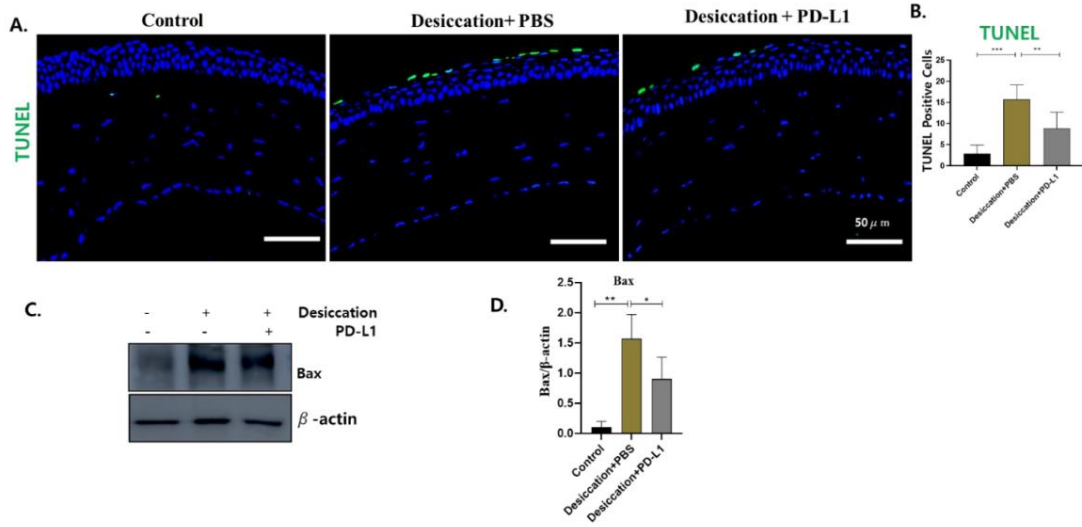 A.
Control
Desiccation+ PBS
Desiccation + PD-L1
TUNEL
50 μm
B.
TUNEL
***
**
TUNEL Positive Cells
25
20
15
10
5
0
Control
Desiccation+PBS
Desiccation+PD-L1
C.
- + + Desiccation
- - + PD-L1
Bax
β-actin
D.
Bax
**
*
Bax/β-actin
2.5
2.0
1.5
1.0
0.5
0.0
Control
Desiccation+PBS
Desiccation+PD-L1